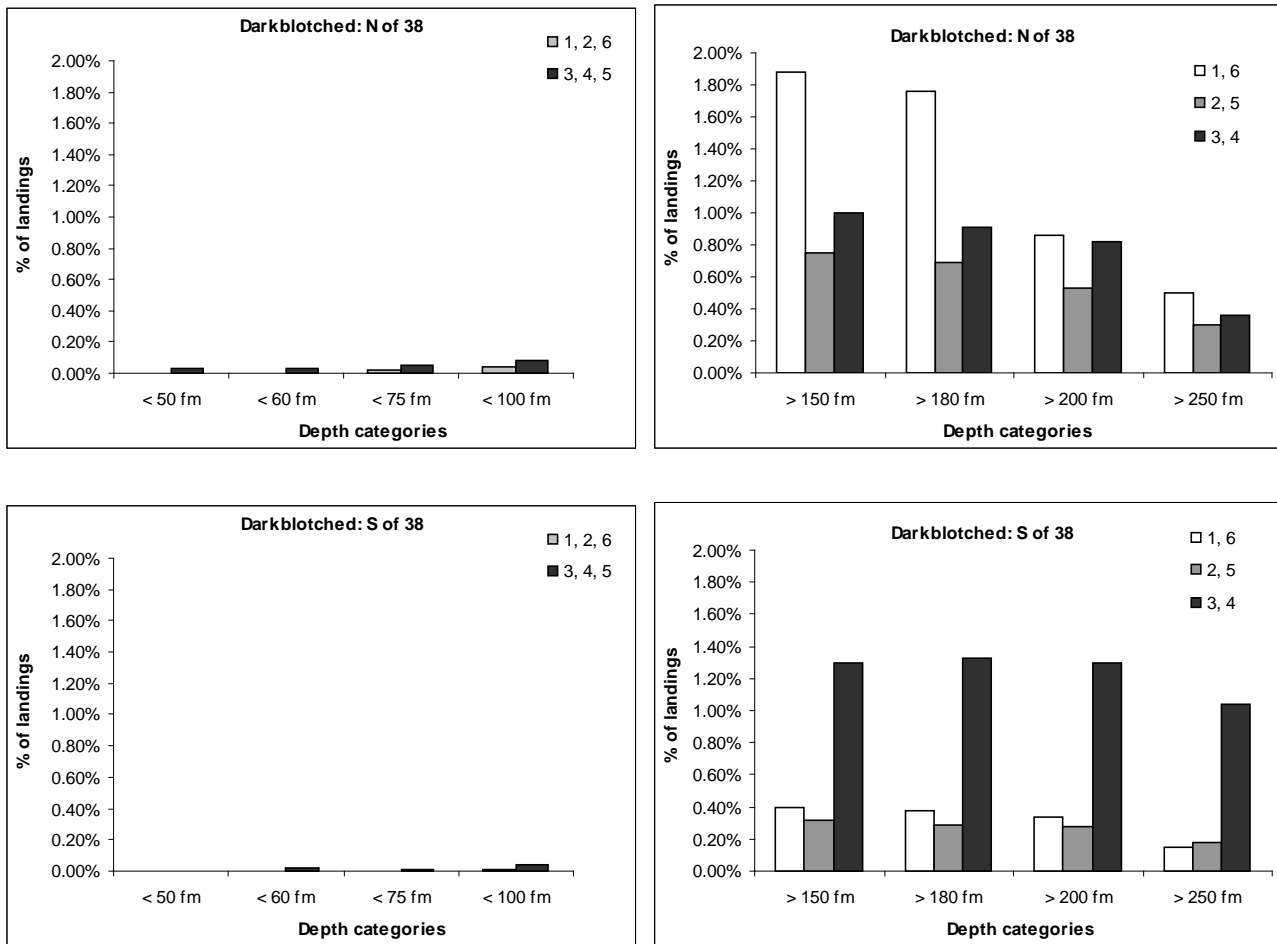 Darkblotched: N of 38
1, 2, 6
3, 4, 5
2.00%
1.80%
1.60%
1.40%
1.20%
1.00%
0.80%
0.60%
0.40%
0.20%
0.00%
% of landings
< 50 fm < 60 fm < 75 fm < 100 fm
Depth categories
Darkblotched: N of 38
1, 6
2, 5
3, 4
2.00%
1.80%
1.60%
1.40%
1.20%
1.00%
0.80%
0.60%
0.40%
0.20%
0.00%
% of landings
> 150 fm > 180 fm > 200 fm > 250 fm
Depth categories
Darkblotched: S of 38
1, 2, 6
3, 4, 5
2.00%
1.80%
1.60%
1.40%
1.20%
1.00%
0.80%
0.60%
0.40%
0.20%
0.00%
% of landings
< 50 fm < 60 fm < 75 fm < 100 fm
Depth categories
Darkblotched: S of 38
1, 6
2, 5
3, 4
2.00%
1.80%
1.60%
1.40%
1.20%
1.00%
0.80%
0.60%
0.40%
0.20%
0.00%
% of landings
> 150 fm > 180 fm > 200 fm > 250 fm
Depth categories